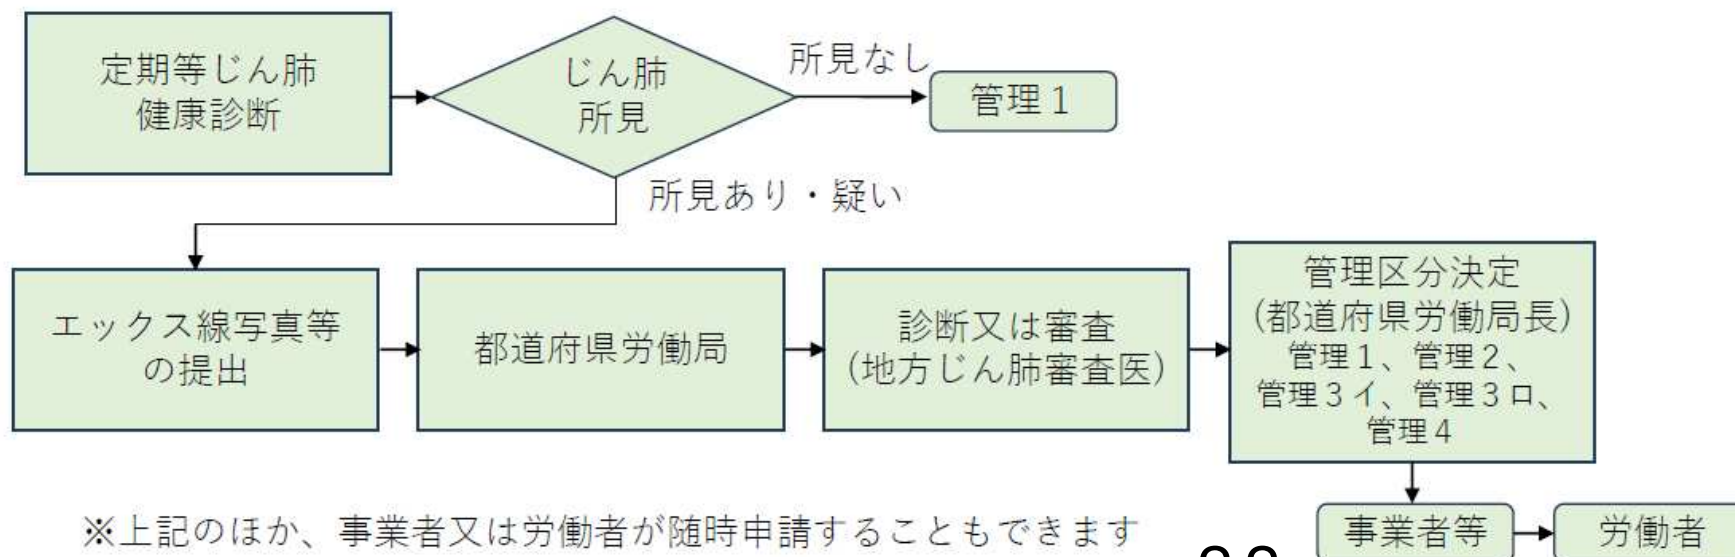 定期等じん肺
健康診断
じん肺
所見
所見なし
管理１
所見あり・疑い
エックス線写真等
の提出
都道府県労働局
診断又は審査
(地方じん肺審査医)
管理区分決定
(都道府県労働局長)
管理１、管理２、
管理３イ、管理３ロ、
管理４
事業者等
労働者
※上記のほか、事業者又は労働者が随時申請することもできます